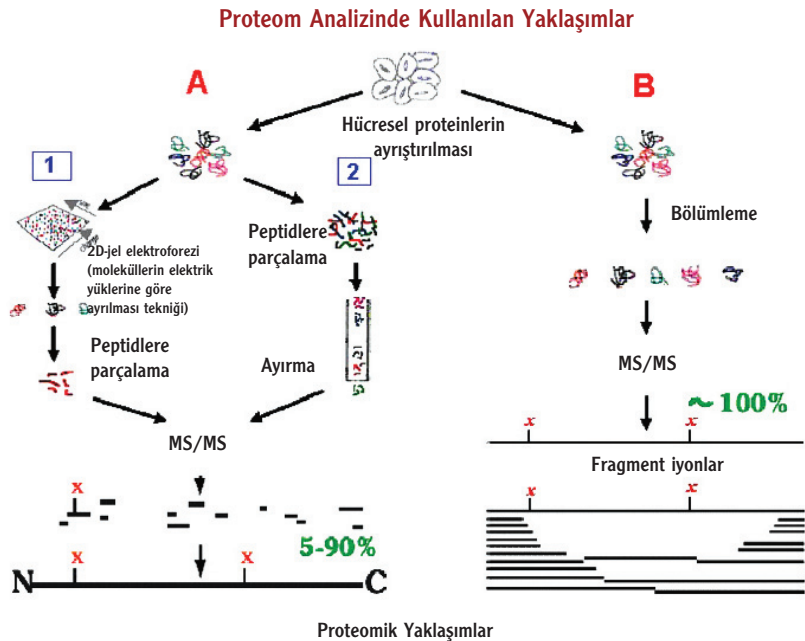 Proteom Analizinde Kullanılan Yaklaşımlar
A
B
Hücresel proteinlerin
ayrıştırılması
1
2
2D-jel elektroforezi
(moleküllerin elektrik
yüklerine göre
ayrılması tekniği)
Peptidlere
parçalama
Peptidlere
parçalama
Ayırma
MS/MS
x
5-90%
x
x
N
C
Bölümleme
MS/MS
~ 100%
x
x
Fragment iyonlar
x
x
Proteomik Yaklaşımlar